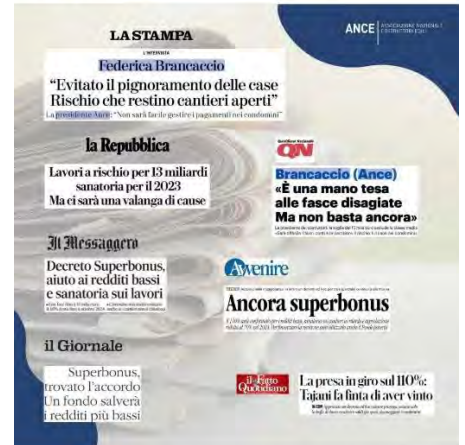 ANCE
ASSOCIAZIONE NAZIONALE
COSTRUTTORI EDILI
LA STAMPA
L'INTERVISTA
Federica Brancaccio
“Evitato il pignoramento delle case
Rischio che restino cantieri aperti”
La presidente Ance: “Non sarà facile gestire i pagamenti nei condomini”
la Repubblica
Lavori a rischio per 13 miliardi
sanatoria per il 2023
Ma ci sarà una valanga di cause
QN
Brancaccio (Ance)
«È una mano tesa
alle fasce disagiate
Ma non basta ancora»
Il Messaggero
Decreto Superbonus,
aiuto ai redditi bassi
e sanatoria sui lavori
Avvenire
Ancora superbonus
il Giornale
Superbonus,
trovato l'accordo
Un fondo salverà
i redditi più bassi
il Fatto
Quotidiano
La presa in giro sul 110%:
Tajani fa finta di aver vinto